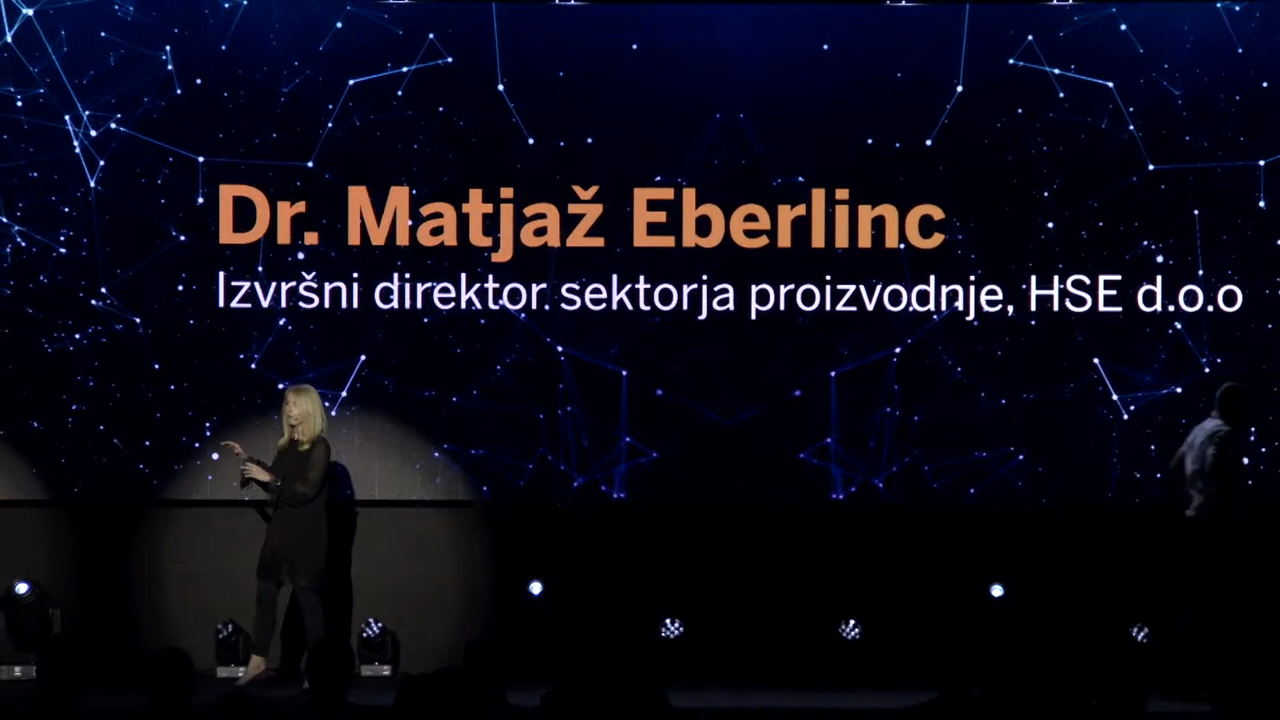 Dr. Matjaž Eberlinc
Izvršni direktor sektorja proizvodnje, HSE d.o.o